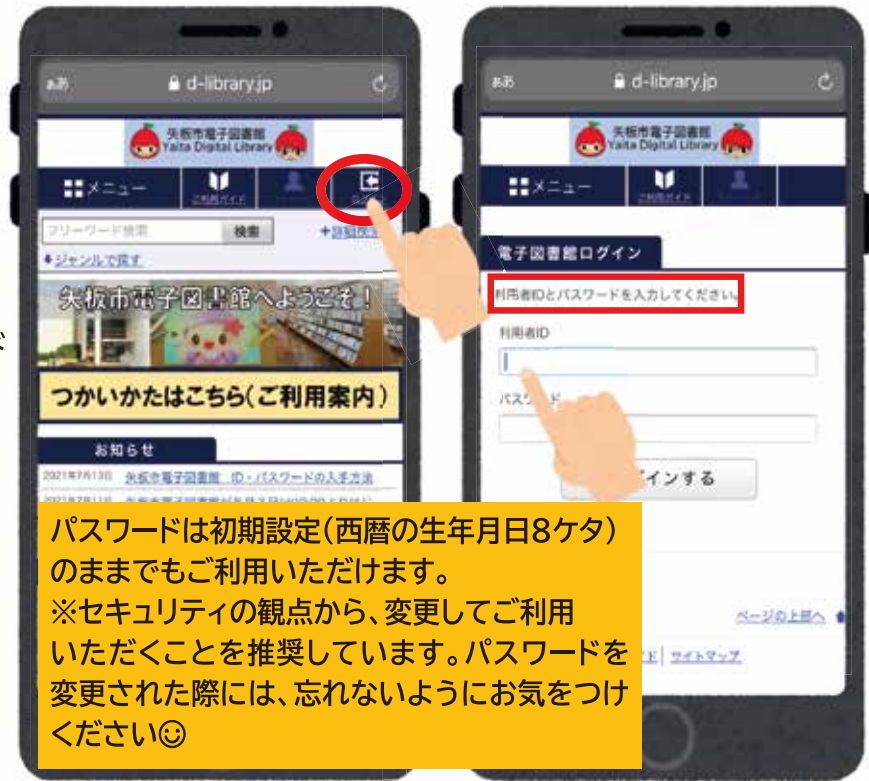 ああ
d-library.jp
矢板市電子図書館
Yaita Digital Library
メニュー
ご利用ガイド
フリーワード検索
検索
ジャンルで探す
矢板市電子図書館へようこそ!
つかいかたはこちら(ご利用案内)
お知らせ
2021年7月13日 矢板市電子図書館 ID・パスワードの入手方法
ああ
d-library.jp
矢板市電子図書館
Yaita Digital Library
メニュー
ご利用ガイド
電子図書館ログイン
利用者IDとパスワードを入力してください。
利用者ID
インする
ページの上部へ
サイトマップ
パスワードは初期設定(西暦の生年月日8ケタ)
のままでもご利用いただけます。
※セキュリティの観点から、変更してご利用
いただくことを推奨しています。パスワードを
変更された際には、忘れないようにお気をつけ
ください☺